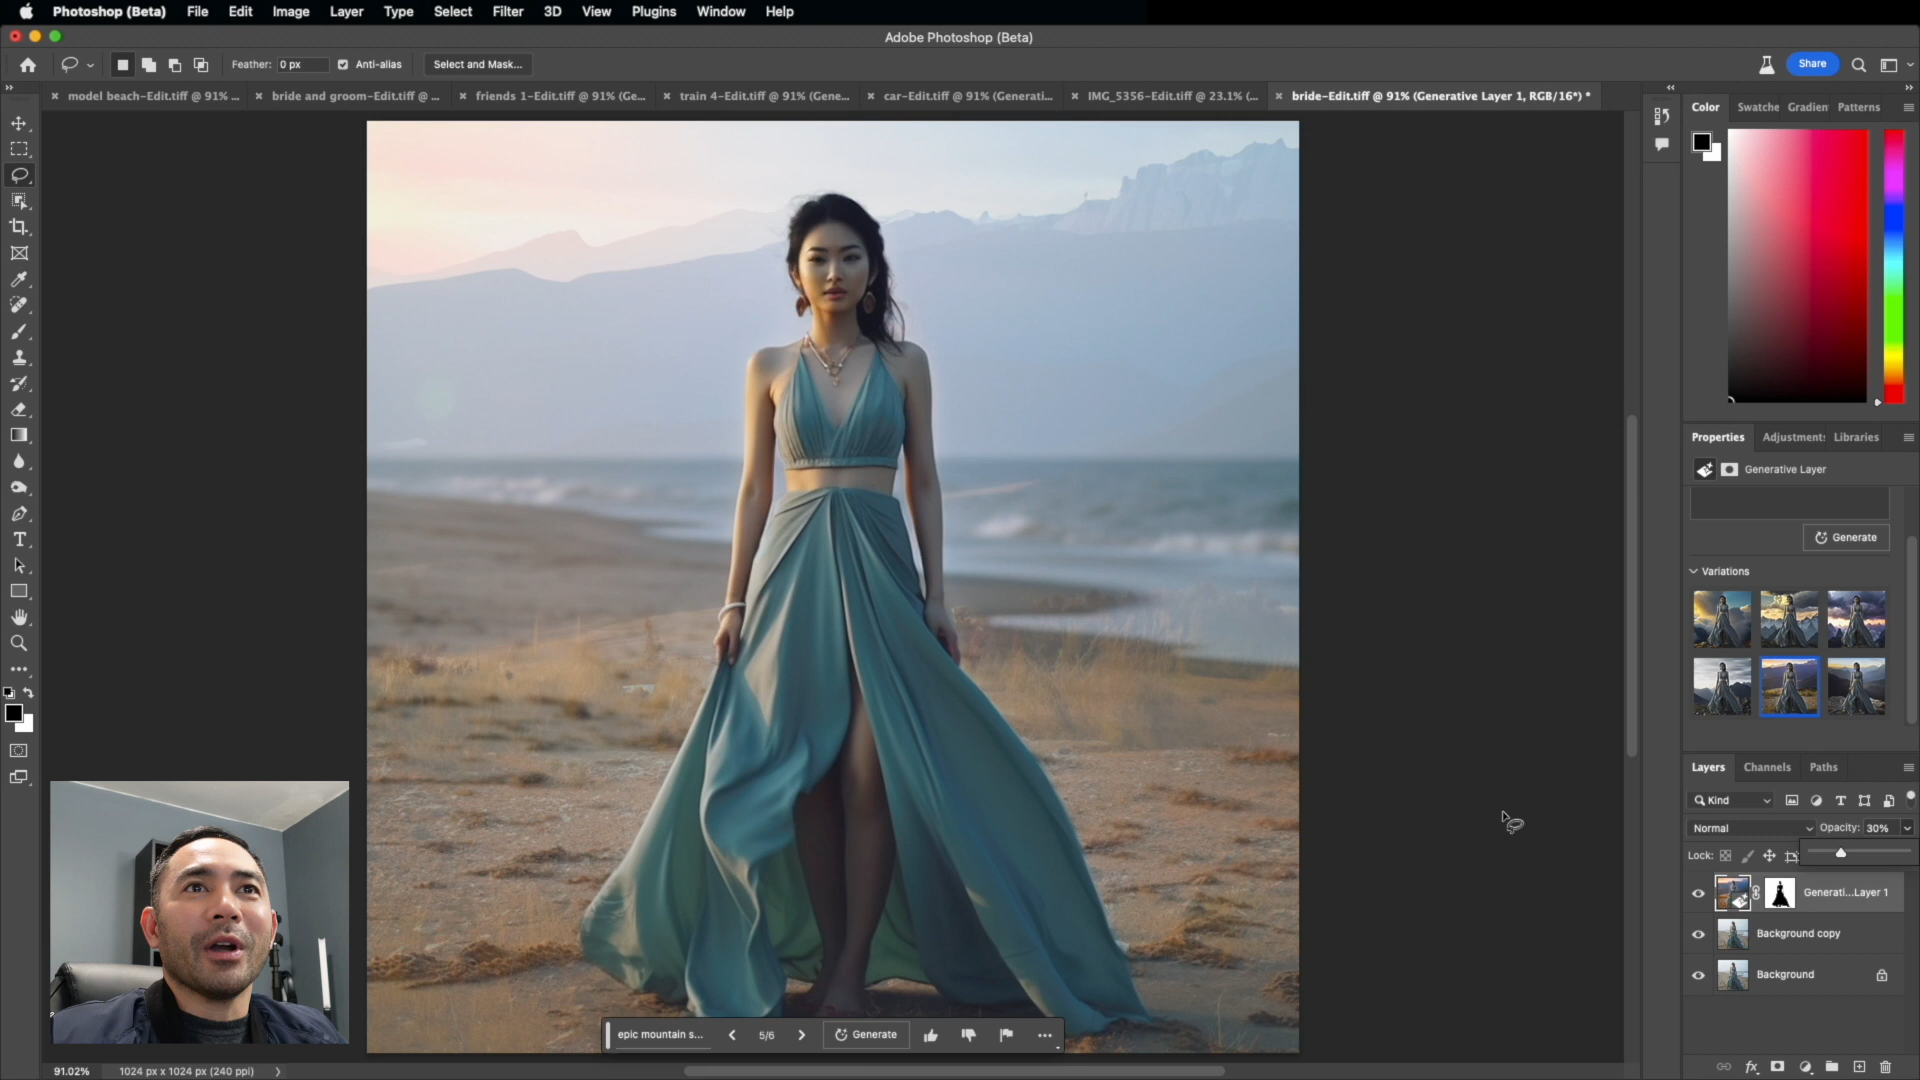 Photoshop (Beta) File Edit Image Layer Type Select Filter 3D View Plugins Window Help
Adobe Photoshop (Beta)
Feather: 0 px Anti-alias Select and Mask... Share
model beach-Edit.tiff @ 91% ... bride and groom-Edit.tiff @ ... friends 1-Edit.tiff @ 91% (Ge... train 4-Edit.tiff @ 91% (Gene... car-Edit.tiff @ 91% (Generati... IMG_5356-Edit.tiff @ 23.1% (... bride-Edit.tiff @ 91% (Generative Layer 1, RGB/16*) *
Color Swatche Gradien Patterns
Properties Adjustment: Libraries
Generative Layer
Generate
Variations
Layers Channels Paths
Kind
Normal Opacity: 30%
Lock:
Generati...Layer 1
Background copy
Background
epic mountain s... 5/6 Generate
91.02% 1024 px x 1024 px (240 ppi)